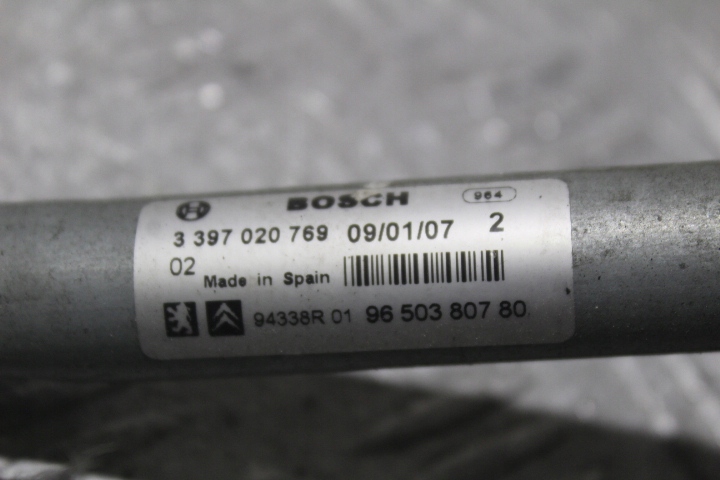 BOSCH 964
3 397 020 769 09/01/07 2
02 Made in Spain
94338R 01 96 503 807 80